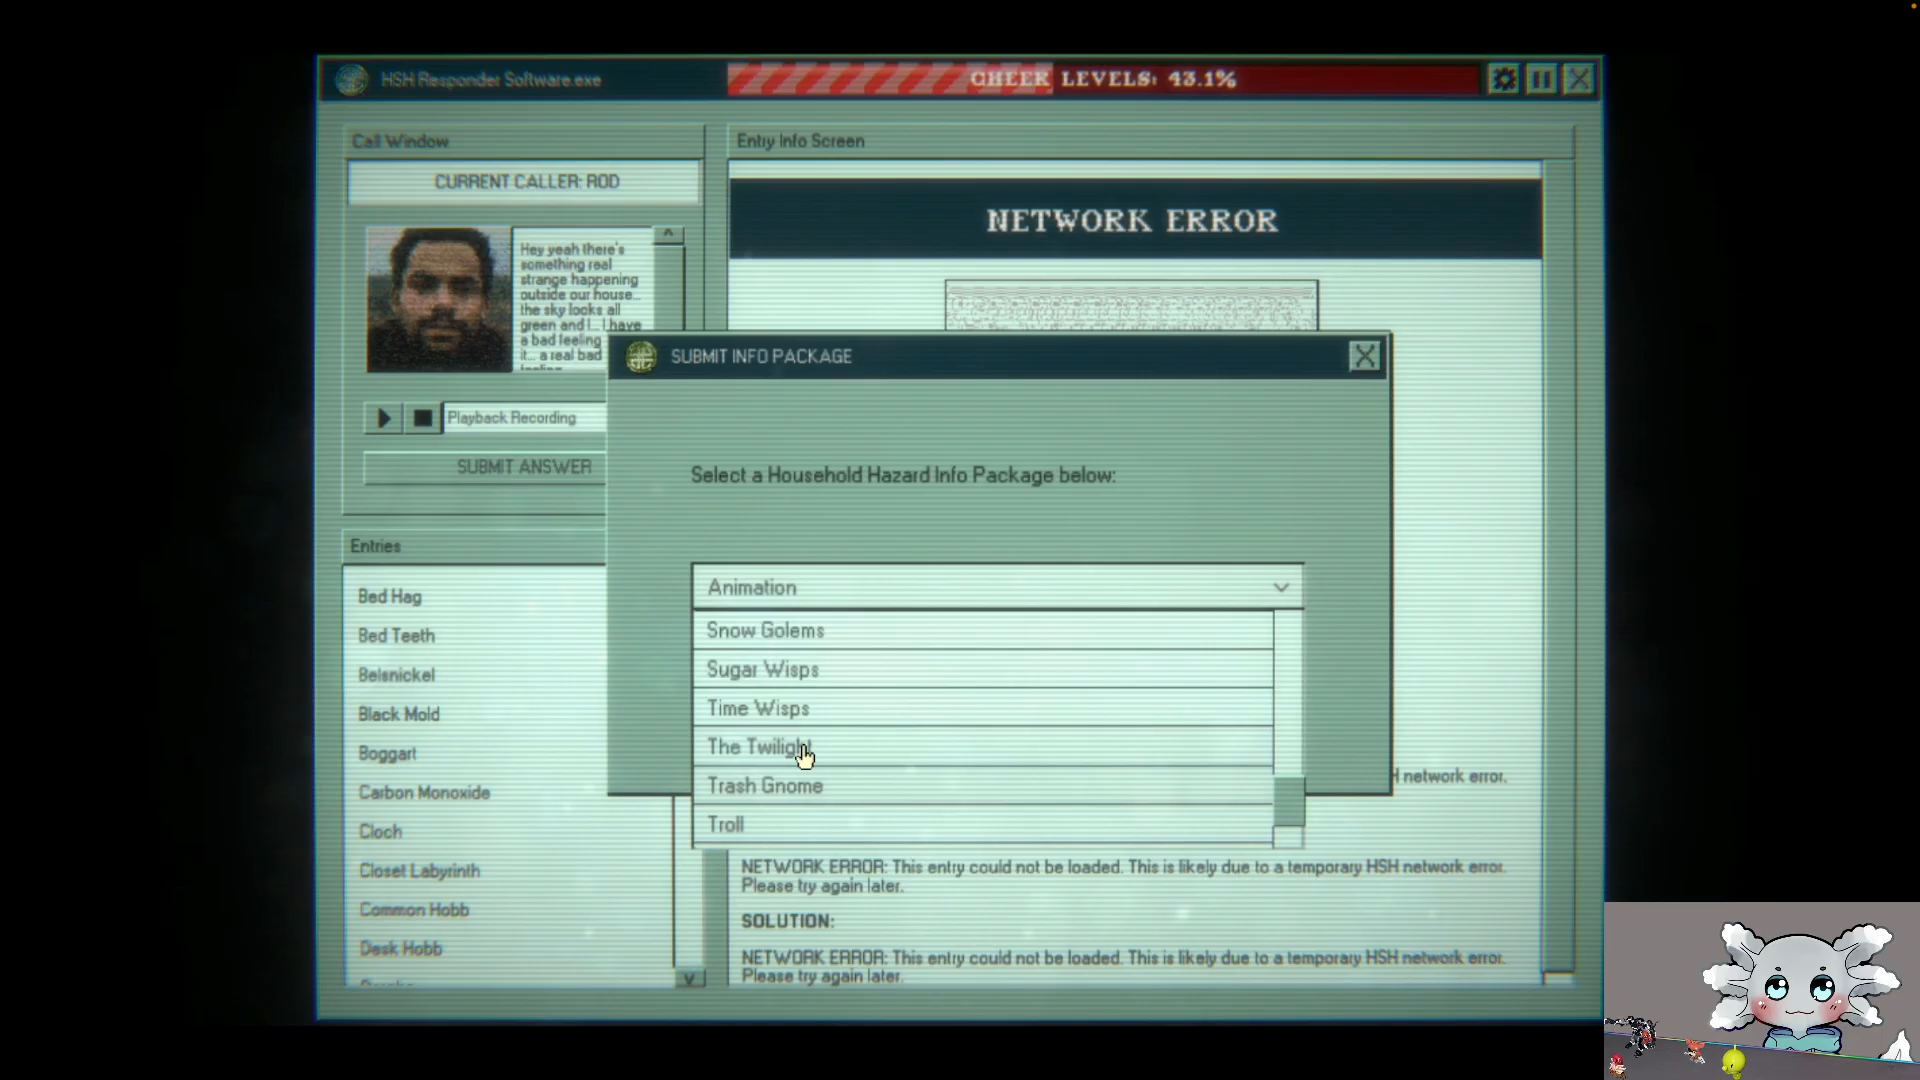 HSH Responder Software.exe
CHEER LEVELS: 43.1%
Call Window
Entry Info Screen
CURRENT CALLER: ROD
NETWORK ERROR
Hey yeah there's
something real
strange happening
outside our house...
the sky looks all
green and I... I have
a bad feeling
it... a real bad
SUBMIT INFO PACKAGE
Playback Recording
SUBMIT ANSWER
Select a Household Hazard Info Package below:
Entries
Animation
Bed Hag
Bed Teeth
Belsnickel
Black Mold
Boggart
Carbon Monoxide
Cloch
Closet Labyrinth
Common Hobb
Desk Hobb
Snow Golems
Sugar Wisps
Time Wisps
The Twilight
Trash Gnome
Troll
H network error.
NETWORK ERROR: This entry could not be loaded. This is likely due to a temporary HSH network error.
Please try again later.
SOLUTION:
NETWORK ERROR: This entry could not be loaded. This is likely due to a temporary HSH network error.
Please try again later.